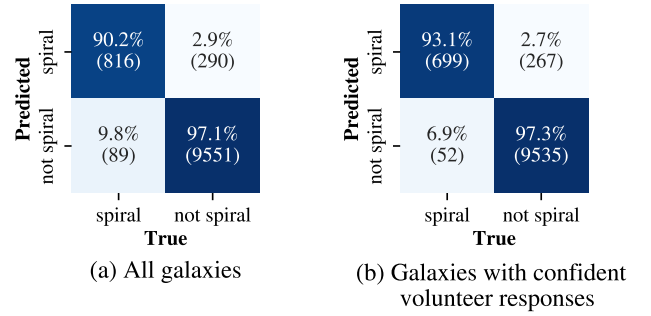 Predicted
spiral
not spiral
90.2%
(816)
2.9%
(290)
9.8%
(89)
97.1%
(9551)
spiral
not spiral
True
(a) All galaxies
Predicted
spiral
not spiral
93.1%
(699)
2.7%
(267)
6.9%
(52)
97.3%
(9535)
spiral
not spiral
True
(b) Galaxies with confident
volunteer responses